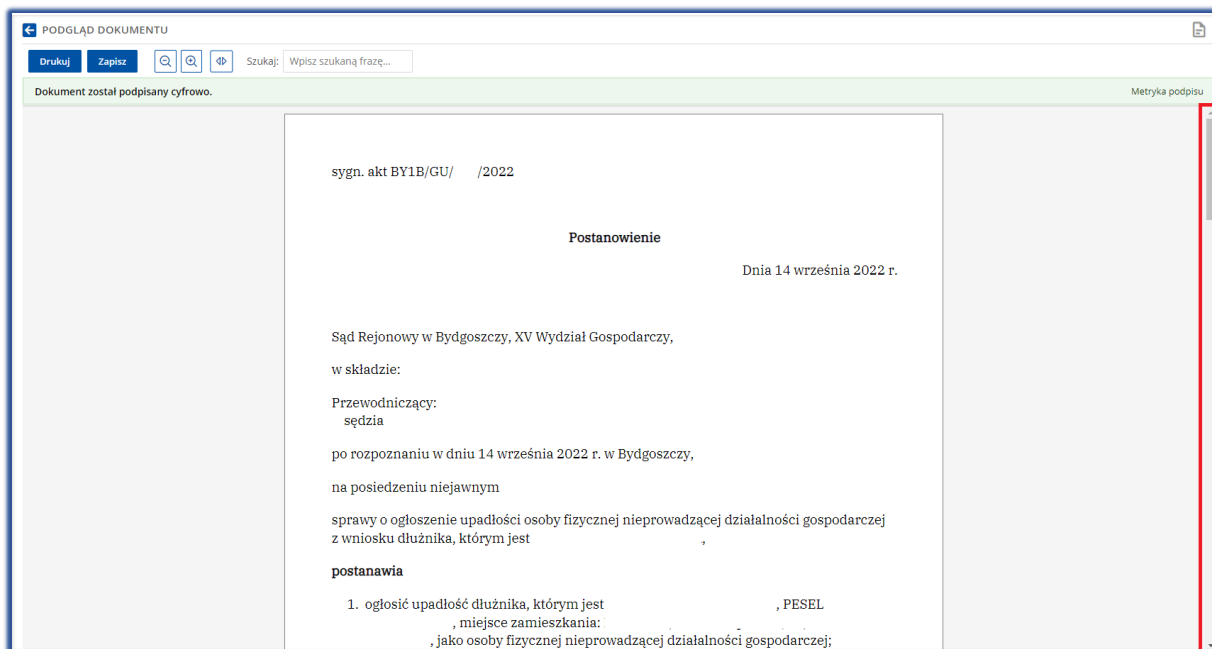 PODGLĄD DOKUMENTU
Drukuj Zapisz Szukaj: Wpisz szukaną frazę...
Dokument został podpisany cyfrowo. Metryka podpisu
sygn. akt BY1B/GU/ /2022
Postanowienie
Dnia 14 września 2022 r.
Sąd Rejonowy w Bydgoszczy, XV Wydział Gospodarczy,
w składzie:
Przewodniczący:
sędzia
po rozpoznaniu w dniu 14 września 2022 r. w Bydgoszczy,
na posiedzeniu niejawnym
sprawy o ogłoszenie upadłości osoby fizycznej nieprowadzącej działalności gospodarczej
z wniosku dłużnika, którym jest ,
postanawia
1. ogłosić upadłość dłużnika, którym jest , PESEL
, miejsce zamieszkania:
, jako osoby fizycznej nieprowadzącej działalności gospodarczej;